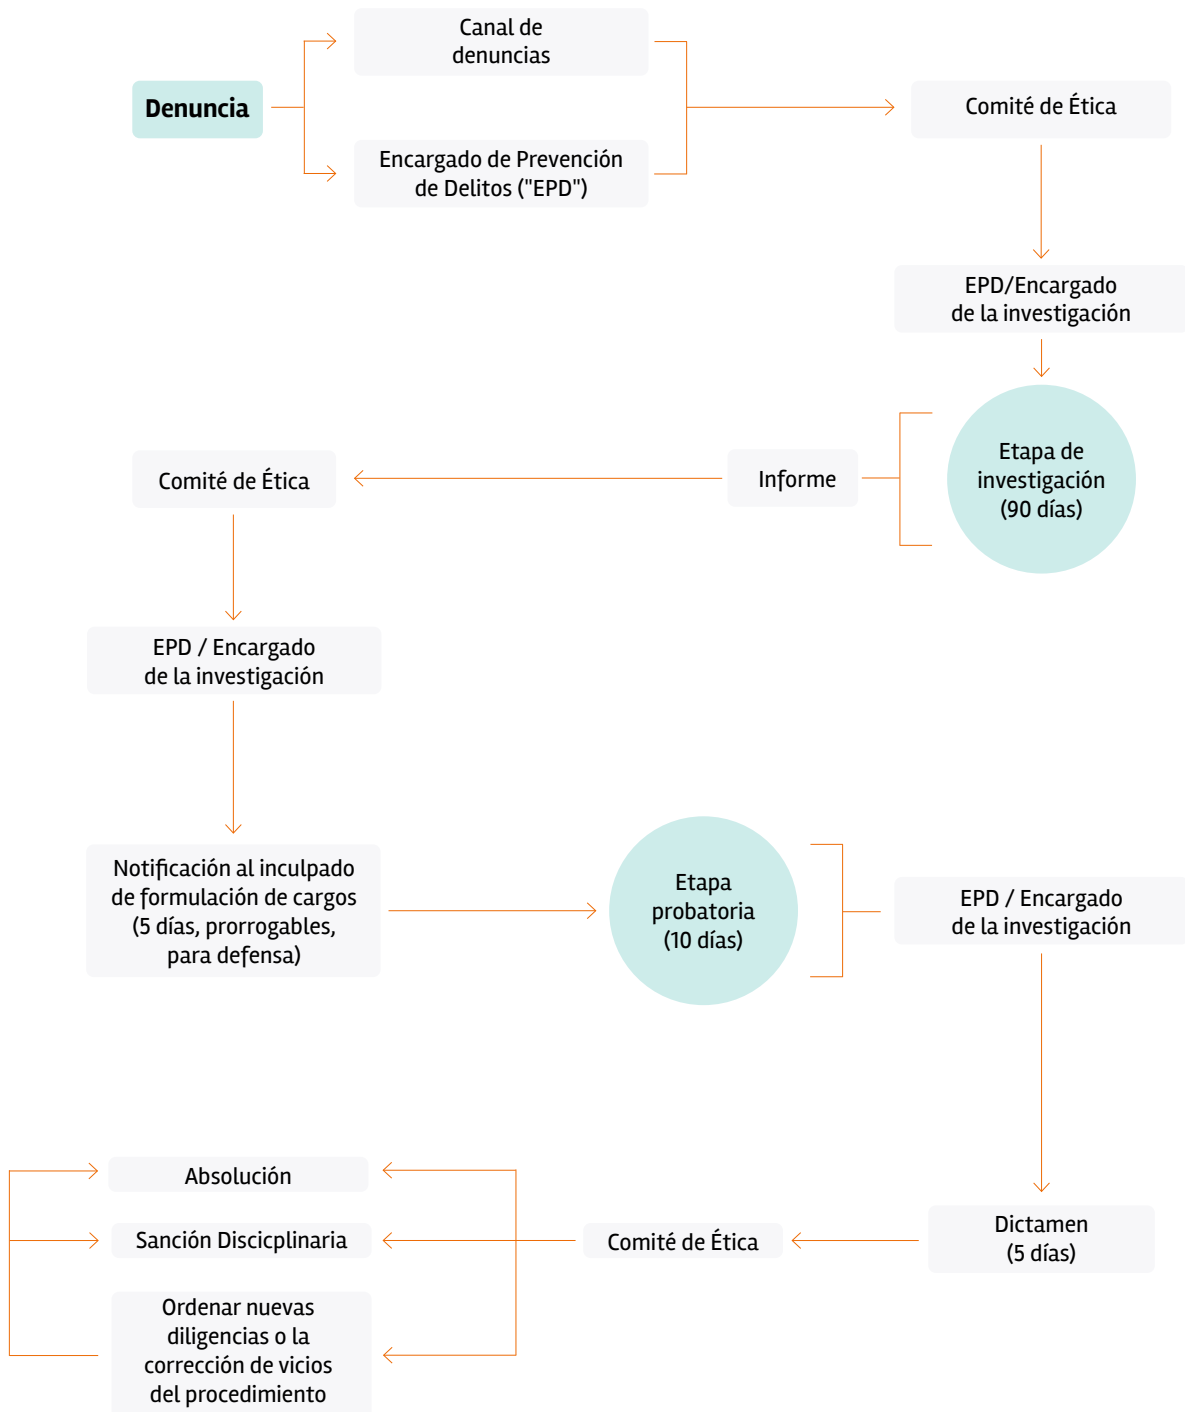 Canal de
denuncias
Denuncia
Encargado de Prevención
de Delitos ("EPD")
Comité de Ética
EPD/Encargado
de la investigación
Etapa de
investigación
(90 días)
Informe
Comité de Ética
EPD / Encargado
de la investigación
Notificación al inculpado
de formulación de cargos
(5 días, prorrogables,
para defensa)
Etapa
probatoria
(10 días)
EPD / Encargado
de la investigación
Dictamen
(5 días)
Comité de Ética
Absolución
Sanción Discicplinaria
Ordenar nuevas
diligencias o la
corrección de vicios
del procedimiento